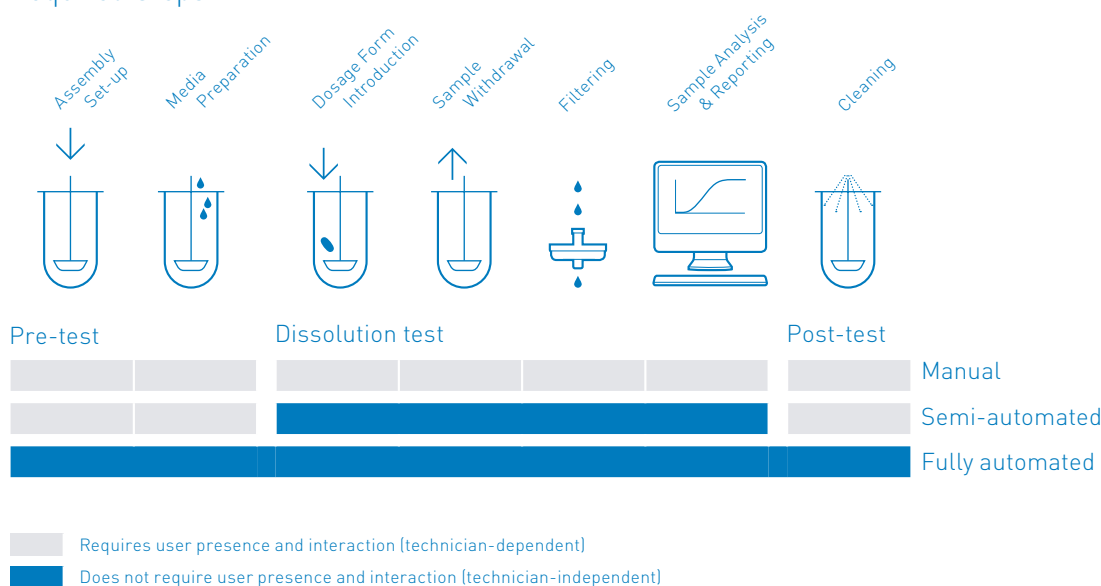 Assembly
Set-up
Media
Preparation
Dosage Form
Introduction
Sample
Withdrawal
Filtering
Sample Analysis
& Reporting
Cleaning
Pre-test
Dissolution test
Post-test
Manual
Semi-automated
Fully automated
Requires user presence and interaction (technician-dependent)
Does not require user presence and interaction (technician-independent)